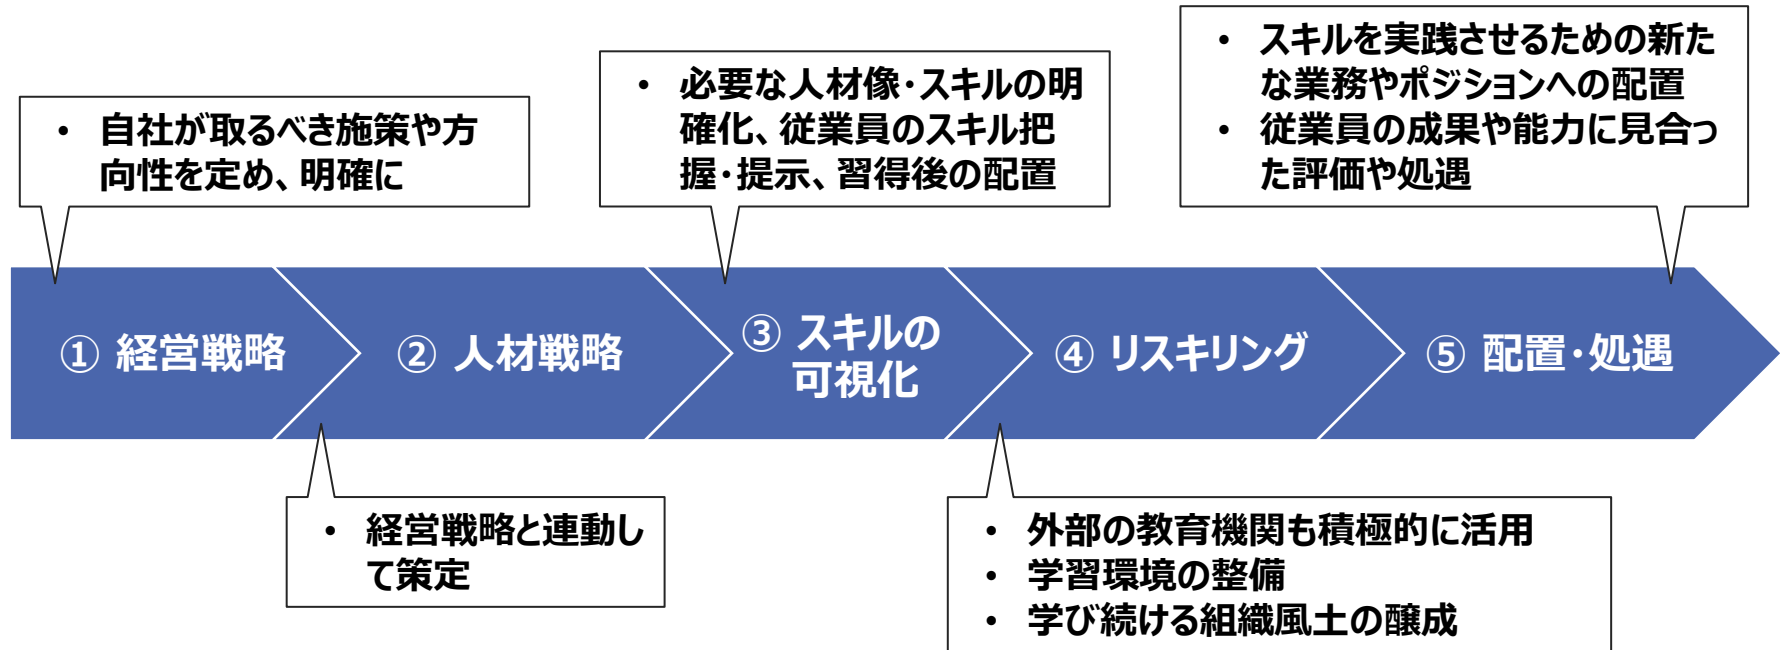 • 自社が取るべき施策や方
向性を定め、明確に
• 必要な人材像・スキルの明
確化、従業員のスキル把
握・提示、習得後の配置
• スキルを実践させるための新た
な業務やポジションへの配置
• 従業員の成果や能力に見合っ
た評価や処遇
① 経営戦略
② 人材戦略
③ スキルの
可視化
④ リスキリング
⑤ 配置・処遇
• 経営戦略と連動し
て策定
• 外部の教育機関も積極的に活用
• 学習環境の整備
• 学び続ける組織風土の醸成